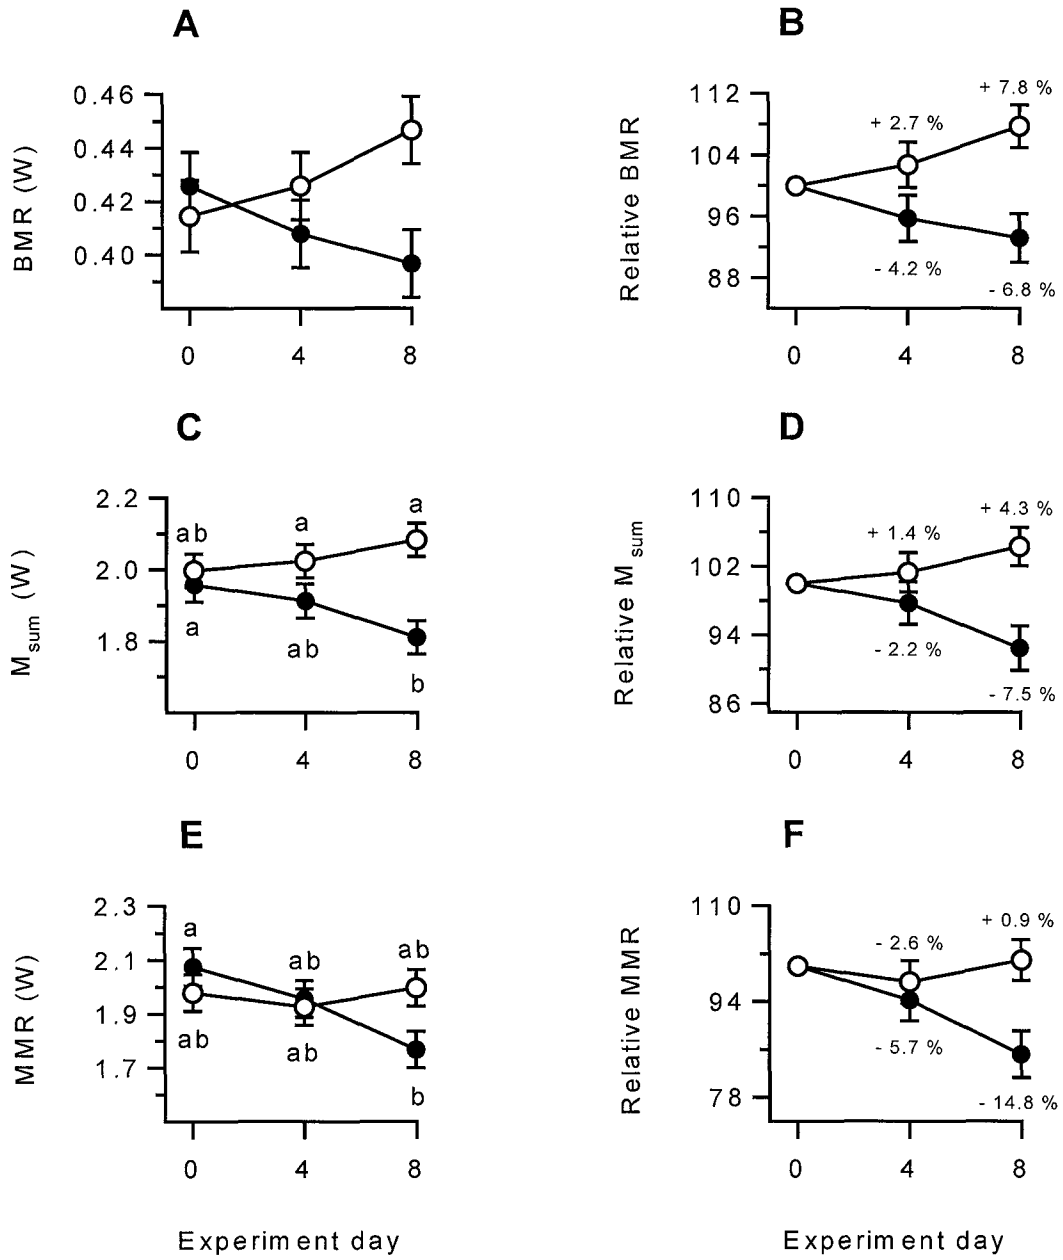 A
BMR (W)
0.46
0.44
0.42
0.40
0 4 8
B
Relative BMR
112
104
96
88
+ 2.7 %
+ 7.8 %
- 4.2 %
- 6.8 %
0 4 8
C
Msum (W)
2.2
2.0
1.8
ab a a
a ab b
0 4 8
D
Relative Msum
110
102
94
86
+ 1.4 %
+ 4.3 %
- 2.2 %
- 7.5 %
0 4 8
E
MMR (W)
2.3
2.1
1.9
1.7
a ab ab
ab ab b
0 4 8
Experiment day
F
Relative MMR
110
94
78
- 2.6 %
+ 0.9 %
- 5.7 %
- 14.8 %
0 4 8
Experiment day